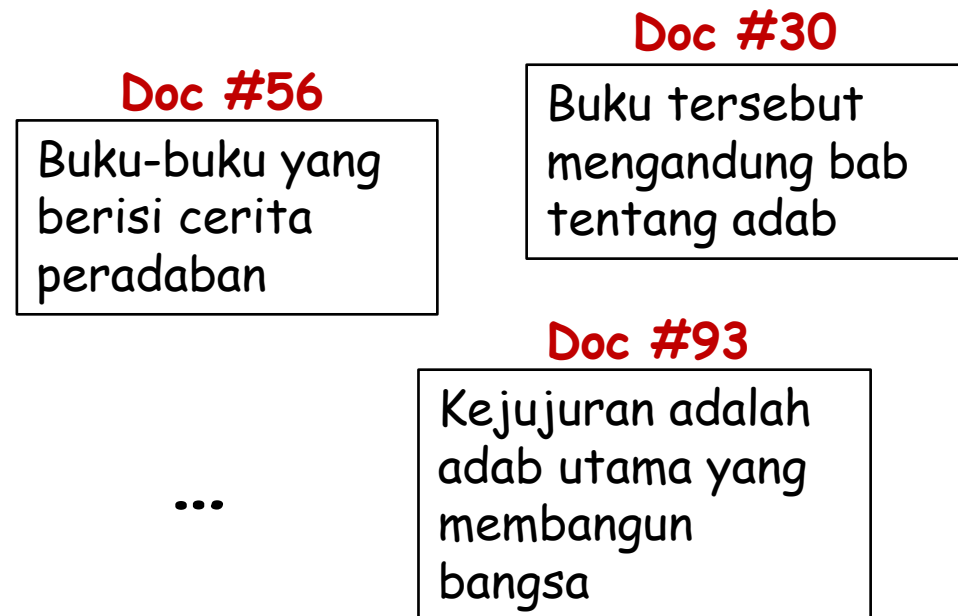 Doc #56
Buku-buku yang
berisi cerita
peradaban
Doc #30
Buku tersebut
mengandung bab
tentang adab
...
Doc #93
Kejujuran adalah
adab utama yang
membangun
bangsa